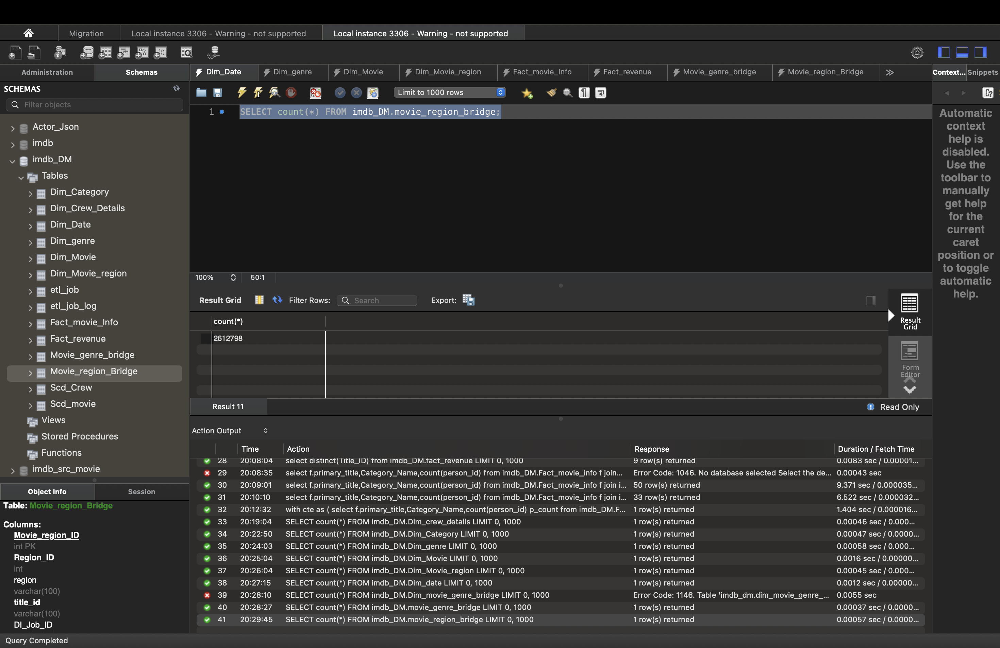 Migration
Local instance 3306 - Warning - not supported
Local instance 3306 - Warning - not supported
Administration
Schemas
Dim_Date
Dim_genre
Dim_Movie
Dim_Movie_region
Fact_movie_Info
Fact_revenue
Movie_genre_bridge
Movie_region_Bridge
Context...
Snippets
SCHEMAS
Filter objects
Limit to 1000 rows
1
SELECT count(*) FROM imdb_DM.movie_region_bridge;
Actor_Json
imdb
imdb_DM
Tables
Dim_Category
Dim_Crew_Details
Dim_Date
Dim_genre
Dim_Movie
Dim_Movie_region
etl_job
etl_job_log
Fact_movie_Info
Fact_revenue
Movie_genre_bridge
Movie_region_Bridge
Scd_Crew
Scd_movie
Views
Stored Procedures
Functions
imdb_src_movie
Automatic
context
help is
disabled.
Use the
toolbar to
manually
get help
for the
current
caret
position or
to toggle
automatic
help.
100%
50:1
Result Grid
Filter Rows:
Search
Export:
count(*)
2612798
Result
Grid
Form
Editor
Result 11
Read Only
Action Output
Time Action Response Duration / Fetch Time
28 20:08:04 select distinct(Title_ID) from imdb_DM.fact_revenue LIMIT 0, 1000 9 row(s) returned 0.0083 sec / 0.00001...
29 20:08:35 select f.primary_title,Category_Name,count(person_id) from imdb_DM.Fact_movie_info f join... Error Code: 1046. No database selected Select the de... 0.00043 sec
30 20:09:01 select f.primary_title,Category_Name,count(person_id) from imdb_DM.Fact_movie_info f join i... 50 row(s) returned 9.371 sec / 0.000035...
31 20:10:10 select f.primary_title,Category_Name,count(person_id) from imdb_DM.Fact_movie_info f join i... 33 row(s) returned 6.522 sec / 0.000032...
32 20:12:32 with cte as ( select f.primary_title,Category_Name,count(person_id) p_count from imdb_DM.F... 1 row(s) returned 1.404 sec / 0.000016...
33 20:19:04 SELECT count(*) FROM imdb_DM.Dim_crew_details LIMIT 0, 1000 1 row(s) returned 0.00046 sec / 0.000...
34 20:22:50 SELECT count(*) FROM imdb_DM.Dim_Category LIMIT 0, 1000 1 row(s) returned 0.00047 sec / 0.0000...
35 20:24:03 SELECT count(*) FROM imdb_DM.Dim_genre LIMIT 0, 1000 1 row(s) returned 0.00058 sec / 0.000...
36 20:25:04 SELECT count(*) FROM imdb_DM.Dim_Movie LIMIT 0, 1000 1 row(s) returned 0.0016 sec / 0.00000...
37 20:26:04 SELECT count(*) FROM imdb_DM.Dim_Movie_region LIMIT 0, 1000 1 row(s) returned 0.00045 sec / 0.000...
38 20:27:15 SELECT count(*) FROM imdb_DM.Dim_date LIMIT 0, 1000 1 row(s) returned 0.0012 sec / 0.00000...
39 20:28:10 SELECT count(*) FROM imdb_DM.Dim_movie_genre_bridge LIMIT 0, 1000 Error Code: 1146. Table 'imdb_dm.dim_movie_genre_... 0.0055 sec
40 20:28:27 SELECT count(*) FROM imdb_DM.movie_genre_bridge LIMIT 0, 1000 1 row(s) returned 0.00037 sec / 0.0000...
41 20:29:45 SELECT count(*) FROM imdb_DM.movie_region_bridge LIMIT 0, 1000 1 row(s) returned 0.00057 sec / 0.0000...
Object Info
Session
Table: Movie_region_Bridge
Columns:
Movie_region_ID
int PK
Region_ID
int
region
varchar(100)
title_id
varchar(100)
DI_Job_ID
Query Completed